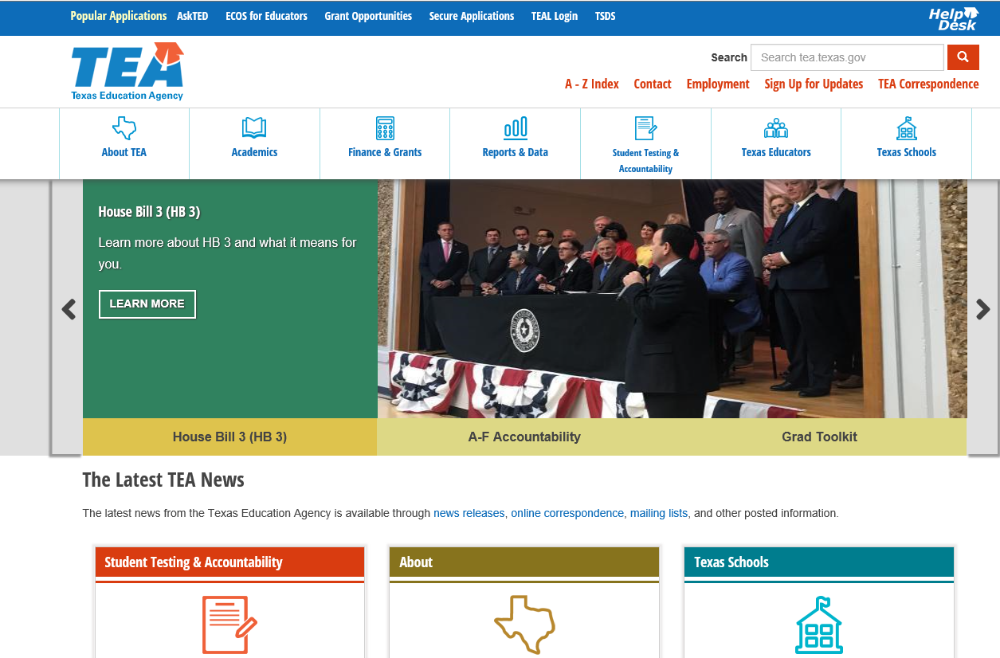 Popular Applications AskTED ECOS for Educators Grant Opportunities Secure Applications TEAL Login TSDS
Help Desk
TEA
Texas Education Agency
Search Search tea.texas.gov
A - Z Index Contact Employment Sign Up for Updates TEA Correspondence
About TEA
Academics
Finance & Grants
Reports & Data
Student Testing &
Accountability
Texas Educators
Texas Schools
House Bill 3 (HB 3)
Learn more about HB 3 and what it means for
you.
LEARN MORE
House Bill 3 (HB 3) A-F Accountability Grad Toolkit
The Latest TEA News
The latest news from the Texas Education Agency is available through news releases, online correspondence, mailing lists, and other posted information.
Student Testing & Accountability
About
Texas Schools